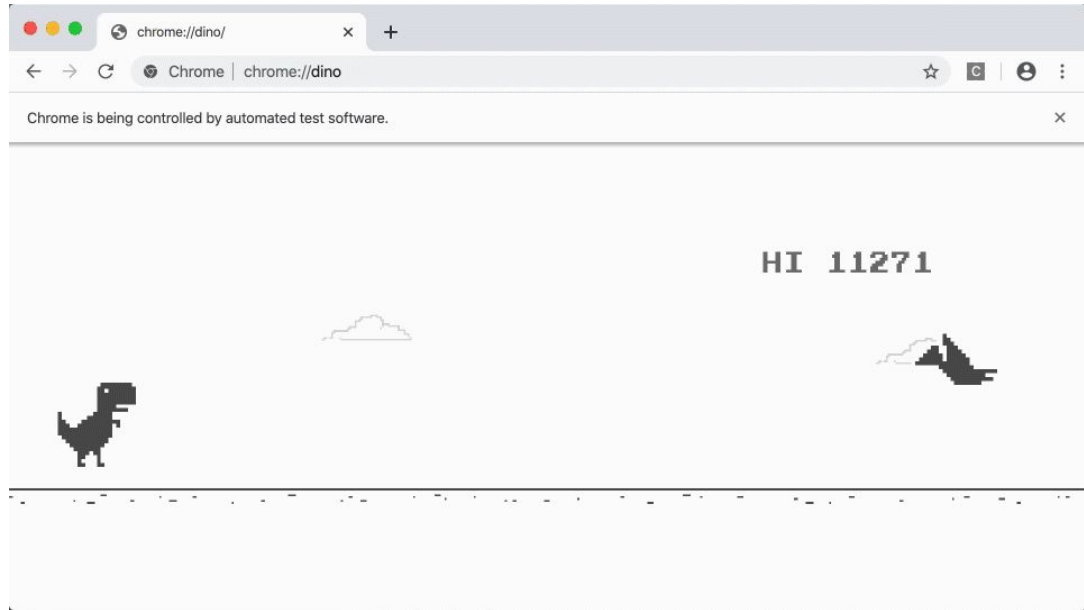 chrome://dino/
Chrome | chrome://dino
C
Chrome is being controlled by automated test software.
HI 11271